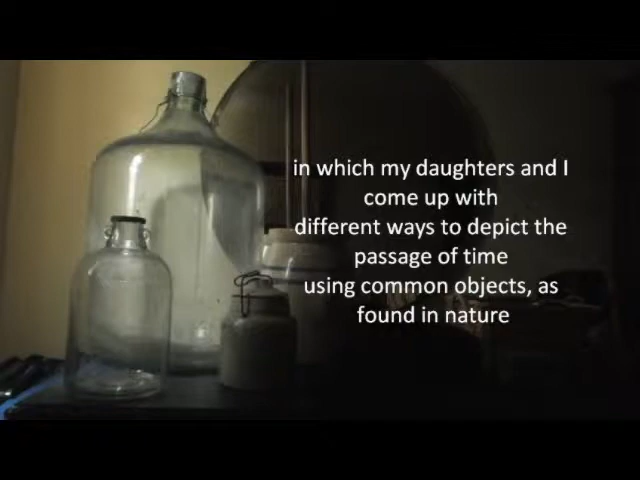 in which my daughters and I
come up with
different ways to depict the
passage of time
using common objects, as
found in nature